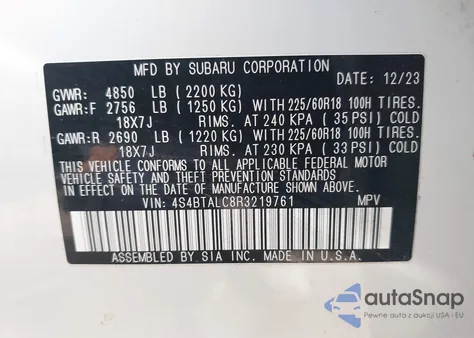 MFD BY SUBARU CORPORATION
GVWR: 4850 LB (2200 KG) DATE: 12/23
GAWR:F 2756 LB (1250 KG) WITH 225/60R18 100H TIRES.
18X7J RIMS. AT 240 KPA (35 PSI) COLD
GAWR:R 2690 LB (1220 KG) WITH 225/60R18 100H TIRES.
18X7J RIMS. AT 230 KPA (33 PSI) COLD
THIS VEHICLE CONFORMS TO ALL APPLICABLE FEDERAL MOTOR
VEHICLE SAFETY AND THEFT PREVENTION STANDARDS IN EFFECT
ON THE DATE OF MANUFACTURE SHOWN ABOVE.
VIN: 4S4BTALC8R3219761 MPV
ASSEMBLED BY SIA INC. IN U.S.A.
autoSnap
Pewne auta z aukcji USA i EU